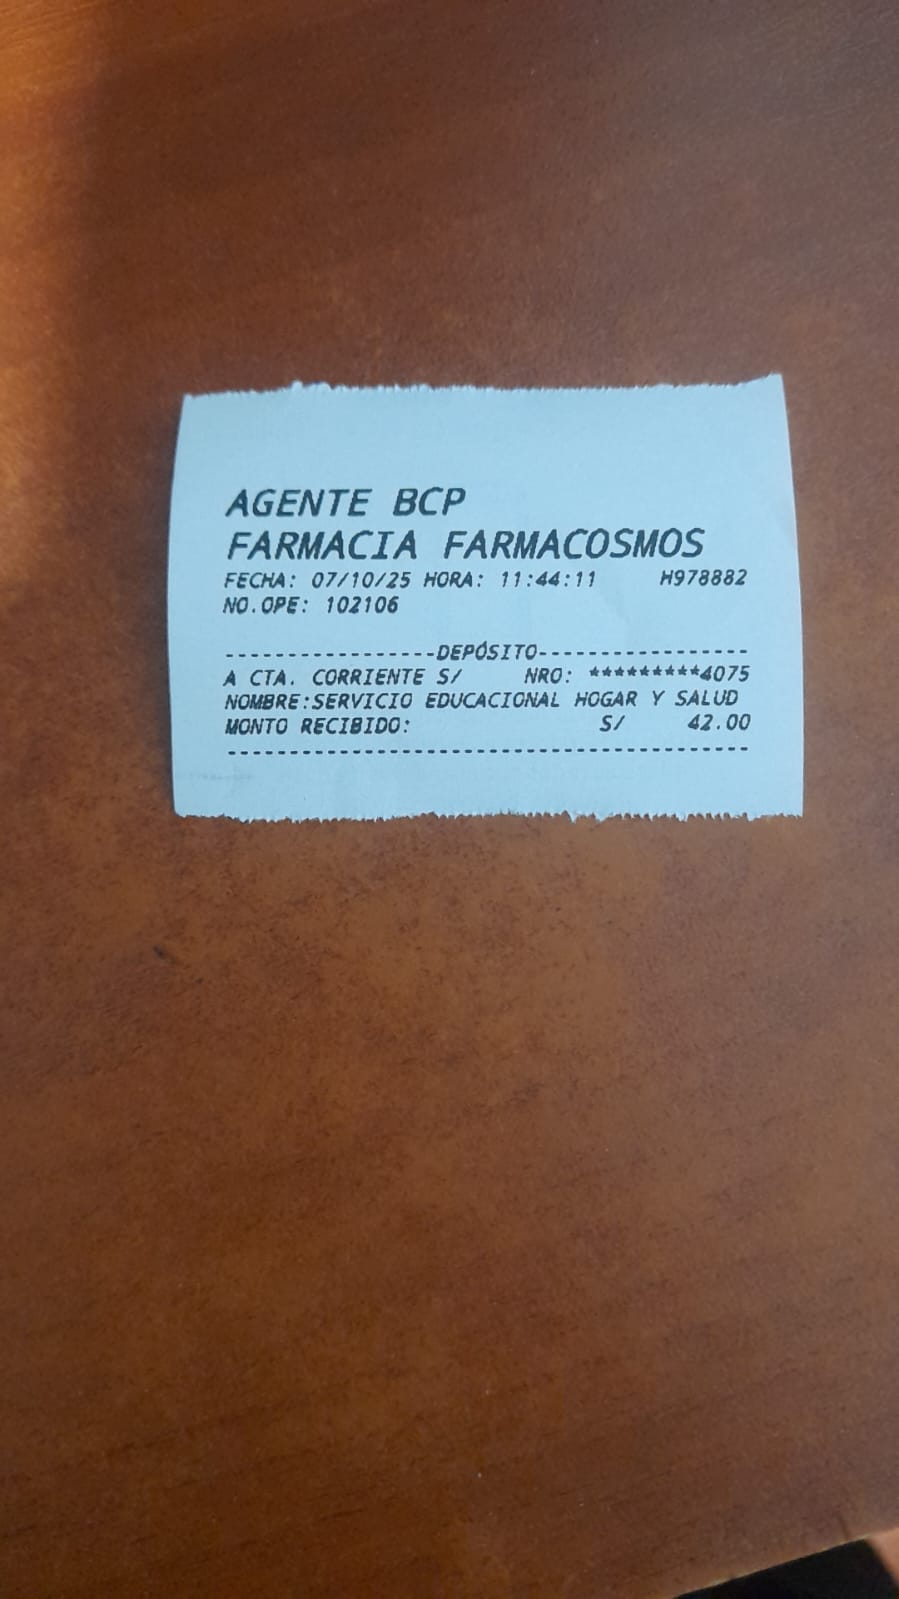 AGENTE BCP
FARMACIA FARMACOSMOS
FECHA: 07/10/25 HORA: 11:44:11 H978882
NO.OPE: 102106
-----------------DEPÓSITO-----------------
A CTA. CORRIENTE S/ NRO: *********4075
NOMBRE:SERVICIO EDUCACIONAL HOGAR Y SALUD
MONTO RECIBIDO: S/ 42.00
------------------------------------------